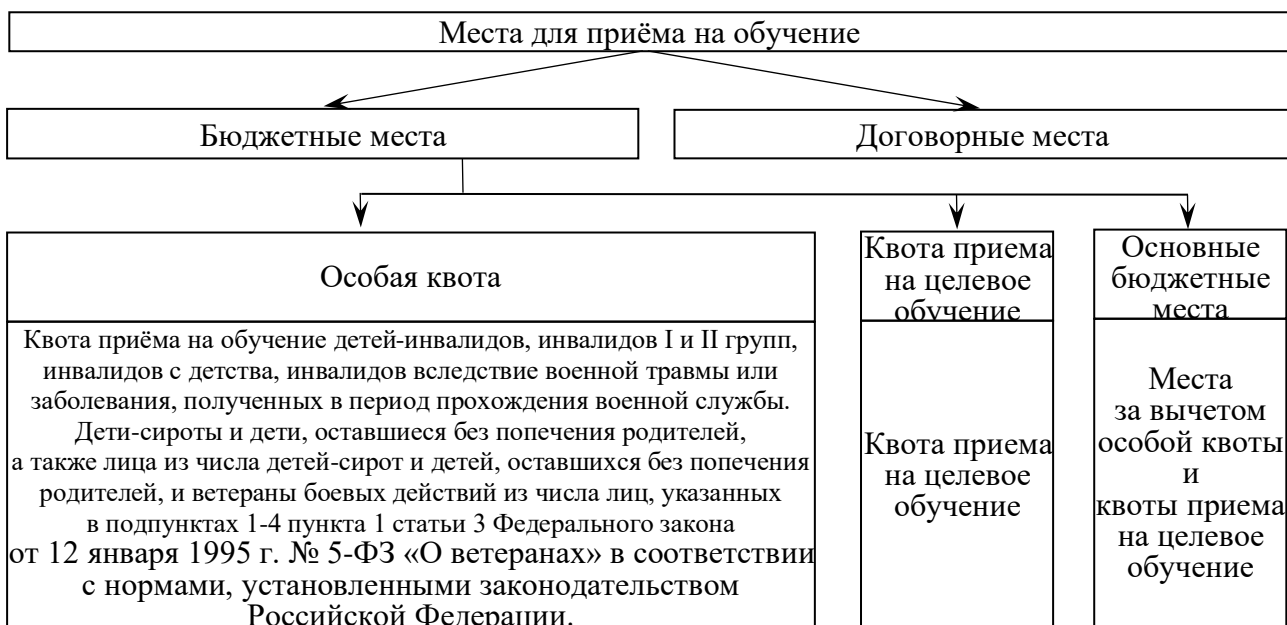 Места для приёма на обучение
Бюджетные места
Договорные места
Особая квота
Квота приема
на целевое
обучение
Основные
бюджетные
места
Квота приёма на обучение детей-инвалидов, инвалидов I и II групп,
инвалидов с детства, инвалидов вследствие военной травмы или
заболевания, полученных в период прохождения военной службы.
Дети-сироты и дети, оставшиеся без попечения родителей,
а также лица из числа детей-сирот и детей, оставшихся без попечения
родителей, и ветераны боевых действий из числа лиц, указанных
в подпунктах 1-4 пункта 1 статьи 3 Федерального закона
от 12 января 1995 г. № 5-ФЗ «О ветеранах» в соответствии
с нормами, установленными законодательством
Российской Федерации.
Квота приема
на целевое
обучение
Места
за вычетом
особой квоты
и
квоты приема
на целевое
обучение